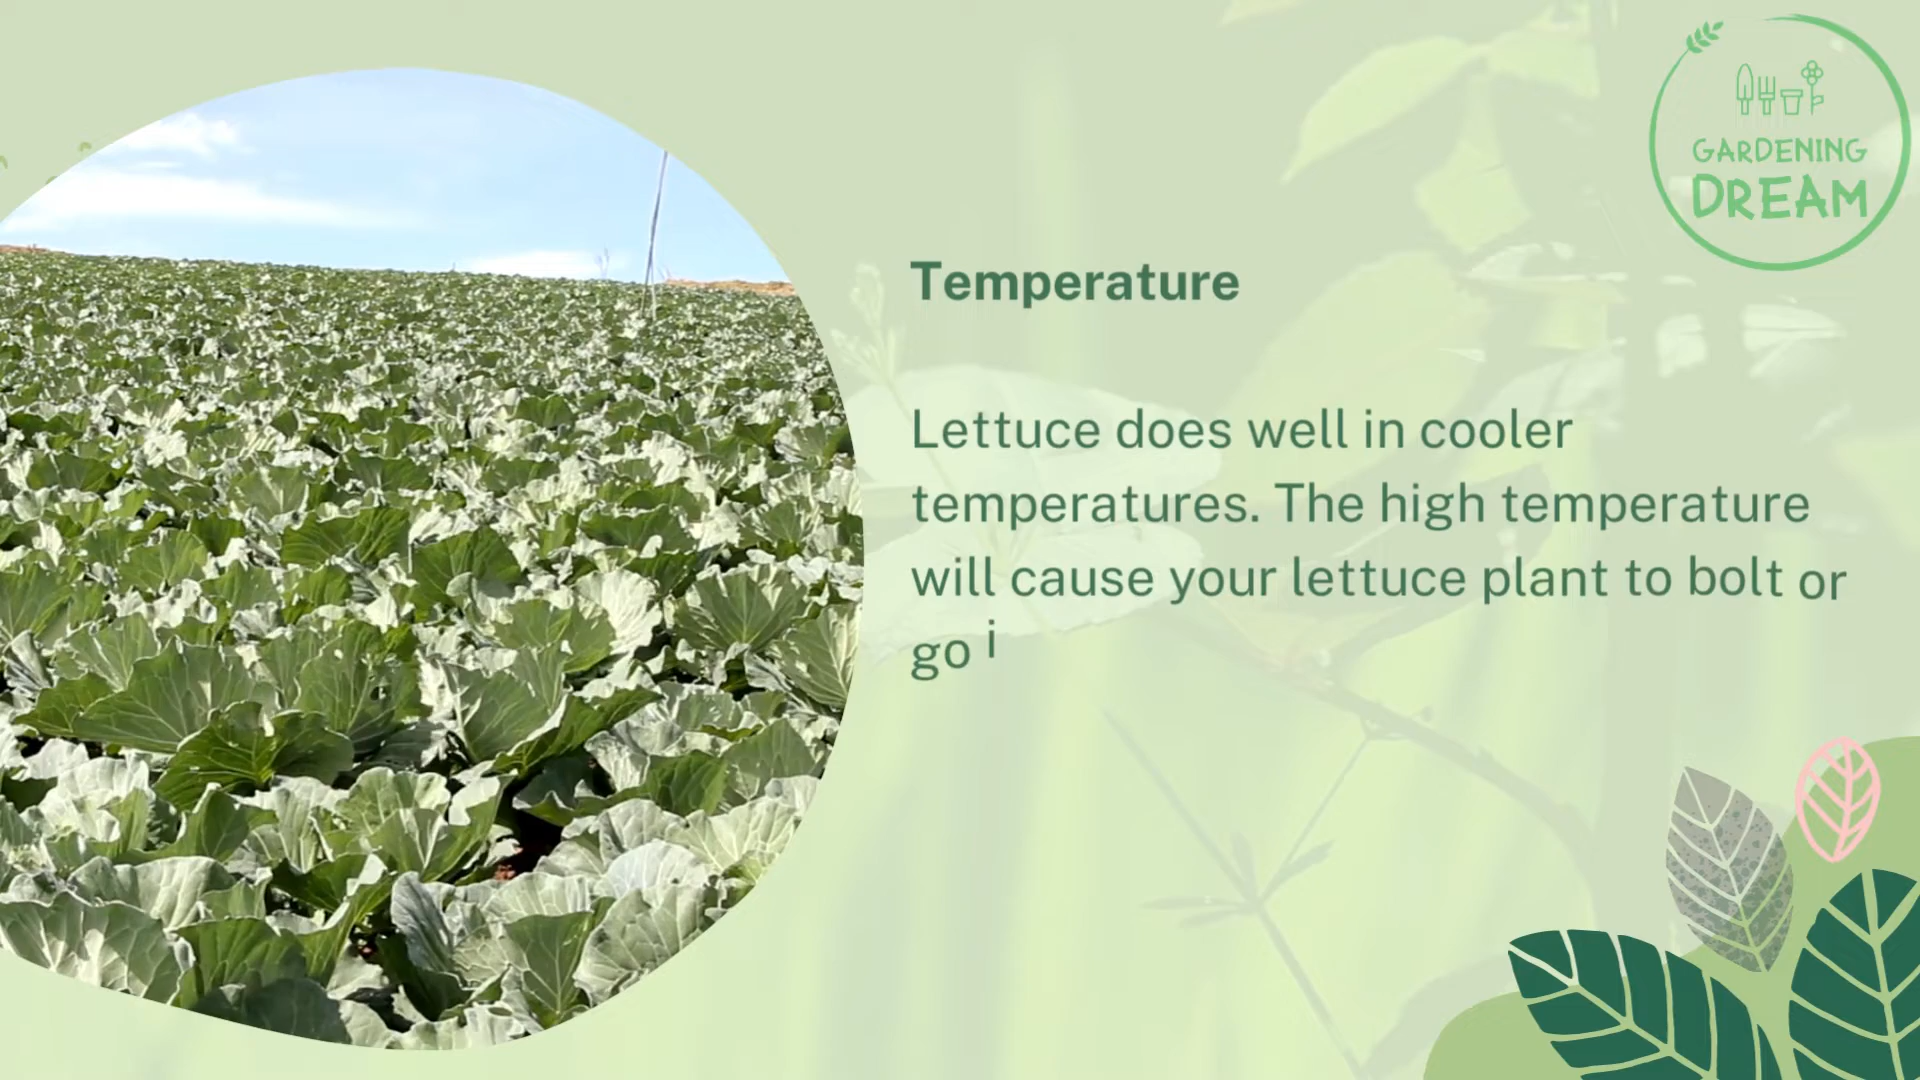 GARDENING
DREAM
Temperature
Lettuce does well in cooler
temperatures. The high temperature
will cause your lettuce plant to bolt or
go i